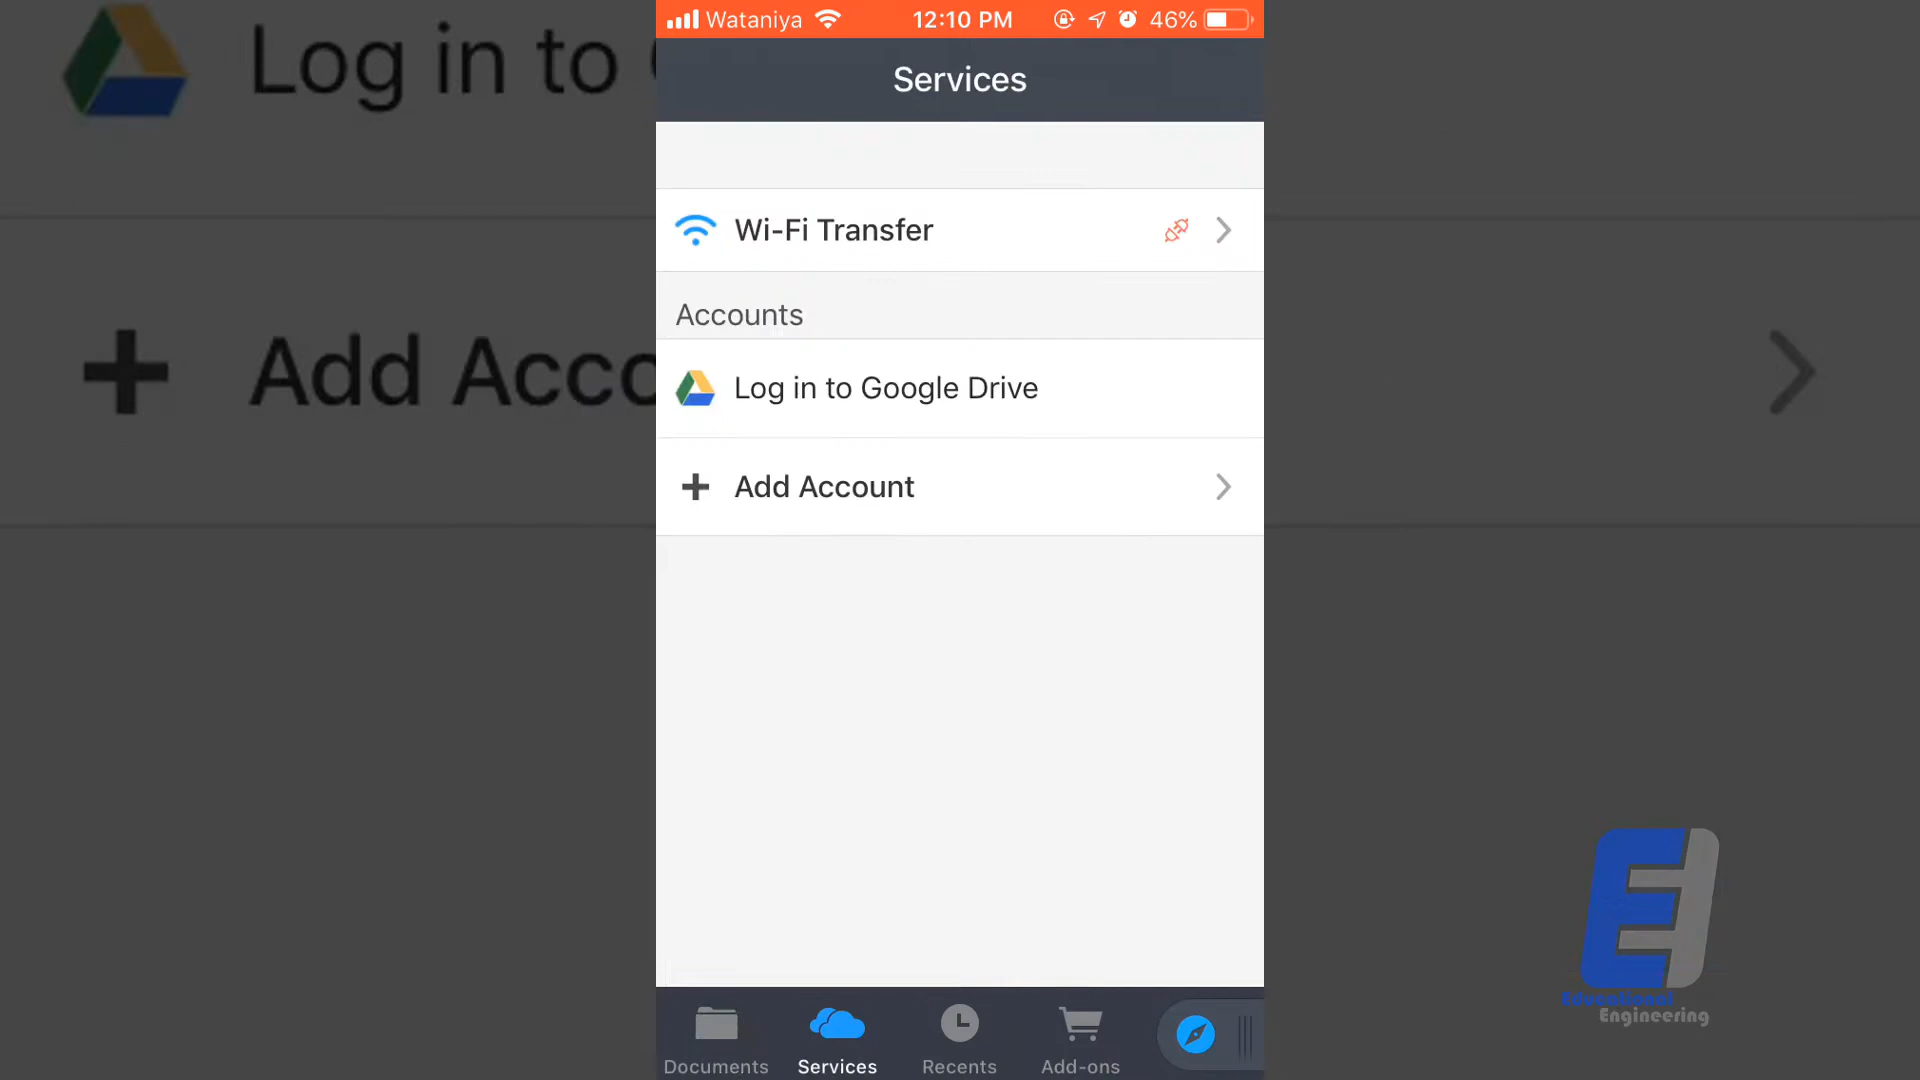 Wataniya 12:10 PM 46%
Services
Log in to
Wi-Fi Transfer
Accounts
Log in to Google Drive
Add Acco
Add Account
Educational
Engineering
Documents Services Recents Add-ons